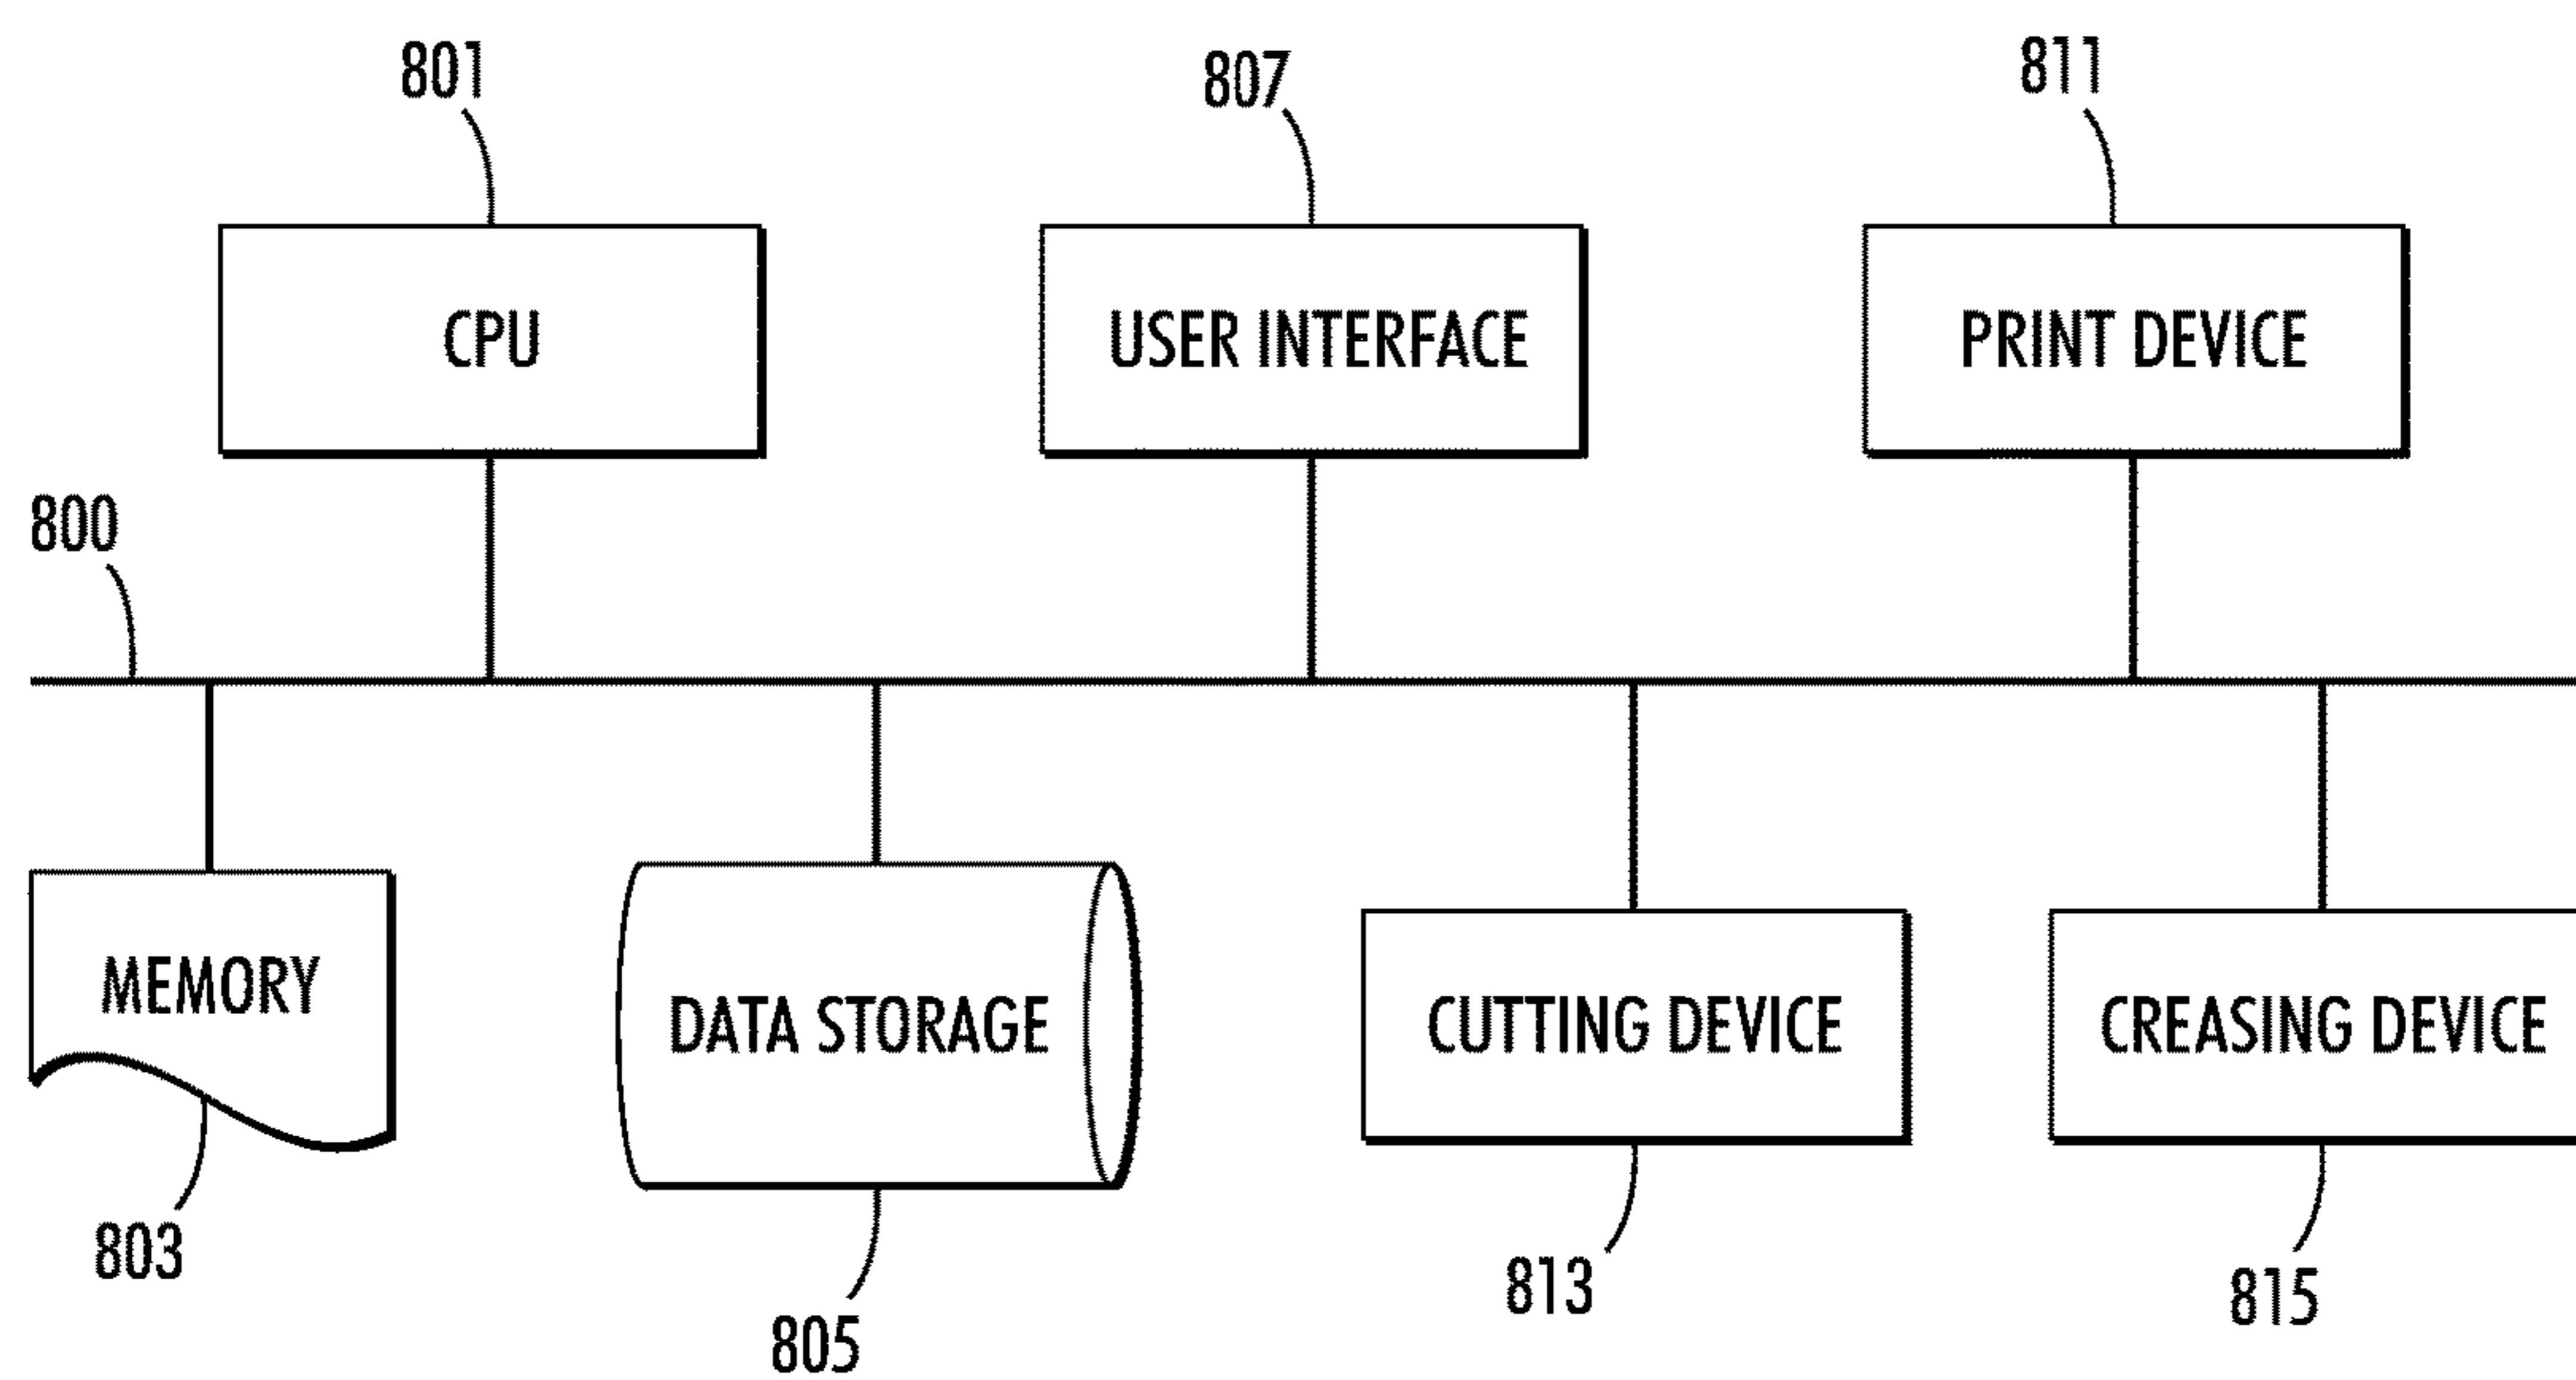 801
807
811
CPU
USER INTERFACE
PRINT DEVICE
800
MEMORY
DATA STORAGE
CUTTING DEVICE
CREASING DEVICE
803
805
813
815